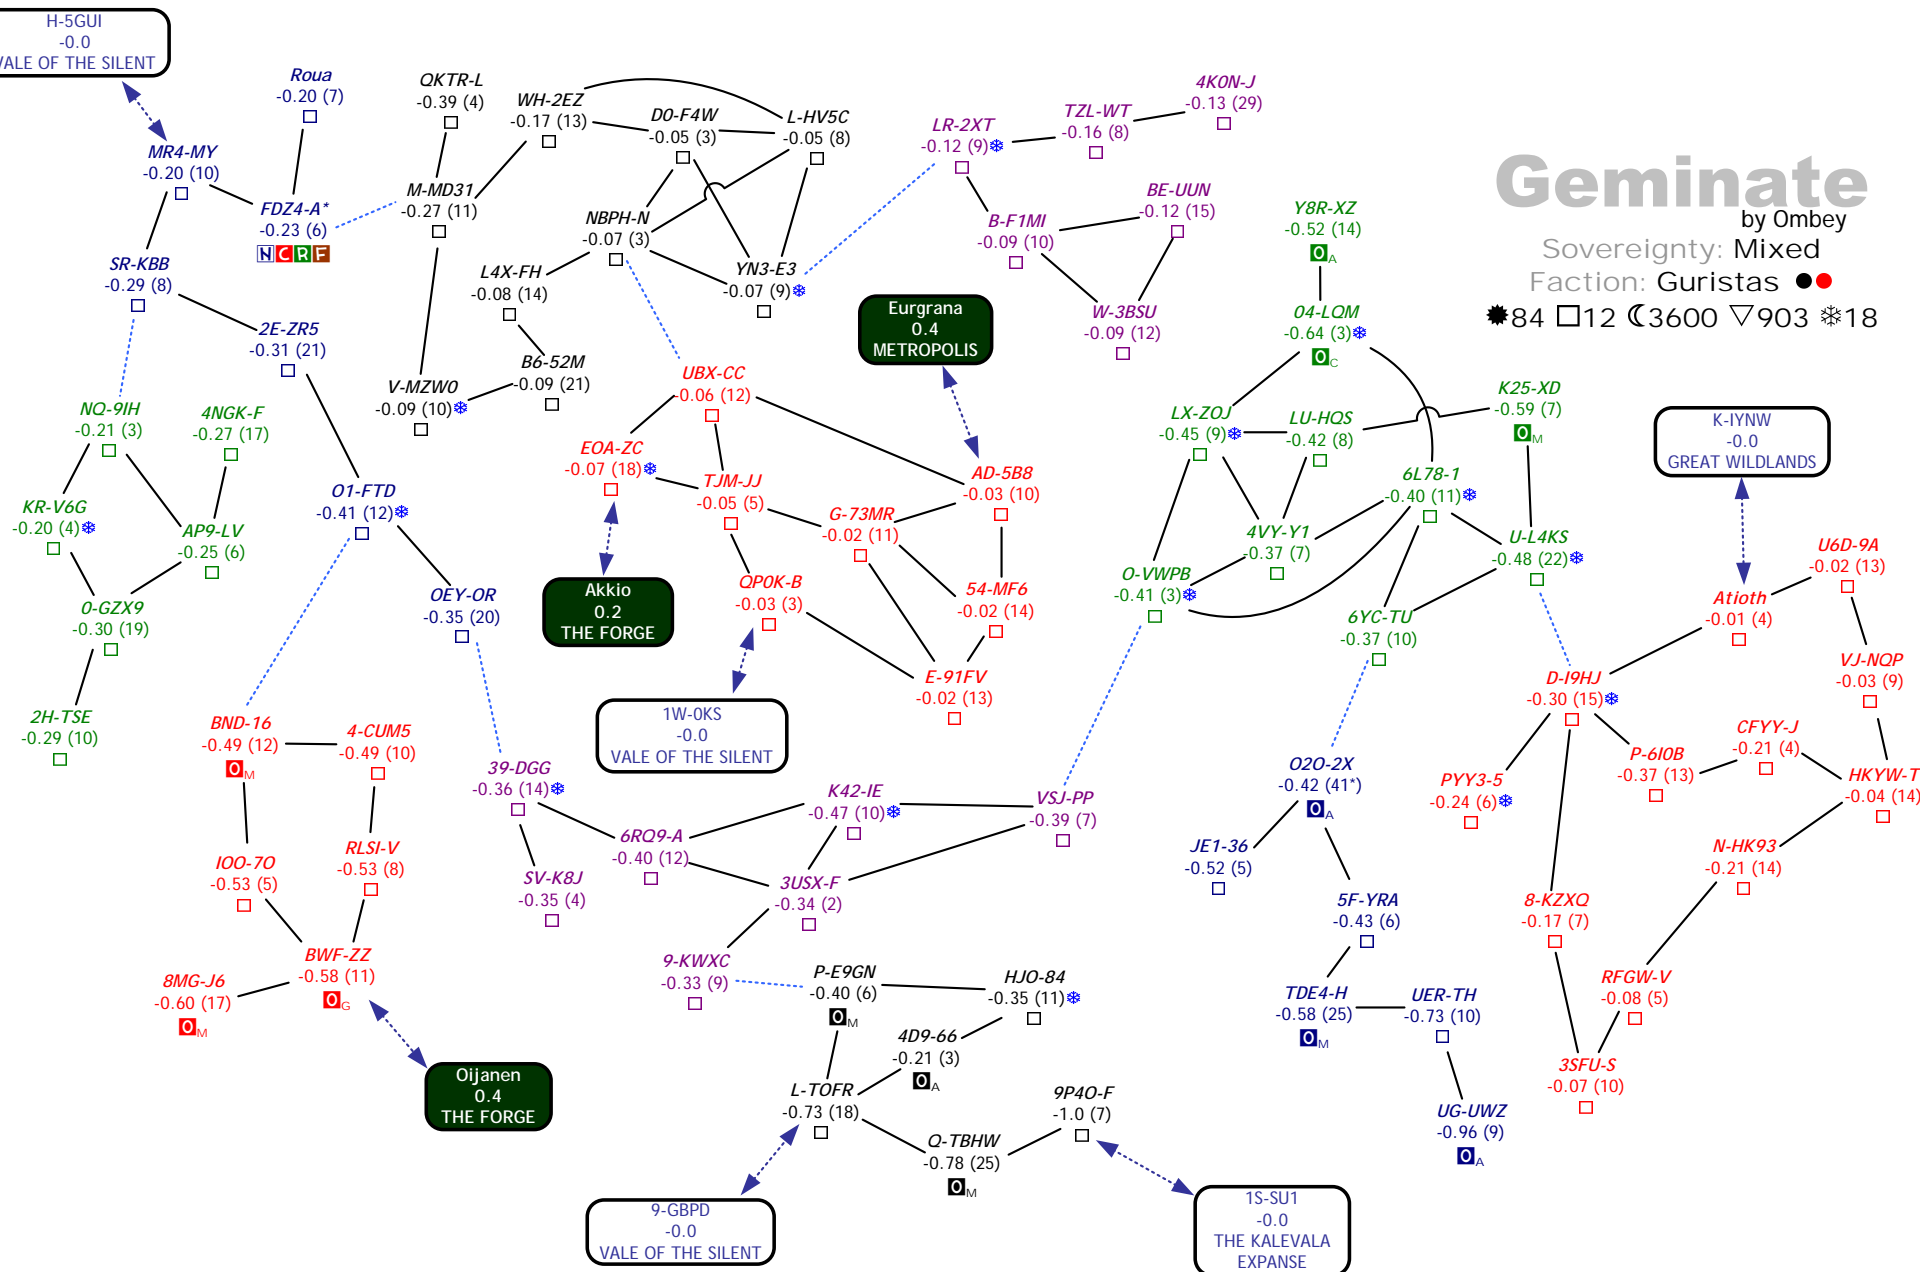 H-5GUI
-0.0
VALE OF THE SILENT
Roua
-0.20 (7)
QKTR-L
-0.39 (4)
WH-2EZ
-0.17 (13)
D0-F4W
-0.05 (3)
L-HV5C
-0.05 (8)
LR-2XT
-0.12 (9)
TZL-WT
-0.16 (8)
4K0N-J
-0.13 (29)
MR4-MY
-0.20 (10)
FDZ4-A*
-0.23 (6)
N C R F
M-MD31
-0.27 (11)
NBPH-N
-0.07 (3)
B-F1MI
-0.09 (10)
BE-UUN
-0.12 (15)
Y8R-XZ
-0.52 (14)
O A
Geminate
by Ombey
Sovereignty: Mixed
Faction: Guristas
84 12 3600 903 18
SR-KBB
-0.29 (8)
L4X-FH
-0.08 (14)
YN3-E3
-0.07 (9)
W-3BSU
-0.09 (12)
Eurgrana
0.4
METROPOLIS
04-LQM
-0.64 (3)
O C
2E-ZR5
-0.31 (21)
V-MZW0
-0.09 (10)
B6-52M
-0.09 (21)
UBX-CC
-0.06 (12)
K25-XD
-0.59 (7)
O M
NQ-9IH
-0.21 (3)
4NGK-F
-0.27 (17)
EOA-ZC
-0.07 (18)
TJM-JJ
-0.05 (5)
AD-5B8
-0.03 (10)
LX-ZOJ
-0.45 (9)
LU-HQS
-0.42 (8)
K-IYNW
-0.0
GREAT WILDLANDS
KR-V6G
-0.20 (4)
AP9-LV
-0.25 (6)
O1-FTD
-0.41 (12)
G-73MR
-0.02 (11)
4VY-Y1
-0.37 (7)
6L78-1
-0.40 (11)
U-L4KS
-0.48 (22)
U6D-9A
-0.02 (13)
0-GZX9
-0.30 (19)
OEY-OR
-0.35 (20)
Akkio
0.2
THE FORGE
QP0K-B
-0.03 (3)
54-MF6
-0.02 (14)
O-VWPB
-0.41 (3)
6YC-TU
-0.37 (10)
Atioth
-0.01 (4)
2H-TSE
-0.29 (10)
BND-16
-0.49 (12)
O M
4-CUM5
-0.49 (10)
1W-0KS
-0.0
VALE OF THE SILENT
E-91FV
-0.02 (13)
D-I9HJ
-0.30 (15)
VJ-NQP
-0.03 (9)
39-DGG
-0.36 (14)
K42-IE
-0.47 (10)
VSJ-PP
-0.39 (7)
O2O-2X
-0.42 (41*)
O A
PYY3-5
-0.24 (6)
P-6I0B
-0.37 (13)
CFYY-J
-0.21 (4)
HKYW-T
-0.04 (14)
IOO-7O
-0.53 (5)
RLSI-V
-0.53 (8)
SV-K8J
-0.35 (4)
6RQ9-A
-0.40 (12)
3USX-F
-0.34 (2)
JE1-36
-0.52 (5)
5F-YRA
-0.43 (6)
8-KZXQ
-0.17 (7)
N-HK93
-0.21 (14)
8MG-J6
-0.60 (17)
O M
BWF-ZZ
-0.58 (11)
O G
9-KWXC
-0.33 (9)
P-E9GN
-0.40 (6)
O M
HJO-84
-0.35 (11)
TDE4-H
-0.58 (25)
O M
UER-TH
-0.73 (10)
RFGW-V
-0.08 (5)
Oijanen
0.4
THE FORGE
L-TOFR
-0.73 (18)
4D9-66
-0.21 (3)
O A
9P4O-F
-1.0 (7)
UG-UWZ
-0.96 (9)
O A
3SFU-S
-0.07 (10)
Q-TBHW
-0.78 (25)
O M
9-GBPD
-0.0
VALE OF THE SILENT
1S-SU1
-0.0
THE KALEVALA
EXPANSE